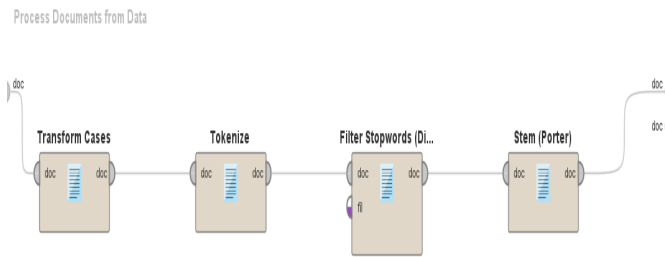 Process Documents from Data
doc doc
doc
Transform Cases Tokenize Filter Stopwords (Di... Stem (Porter)
doc doc doc doc doc doc doc doc
fil